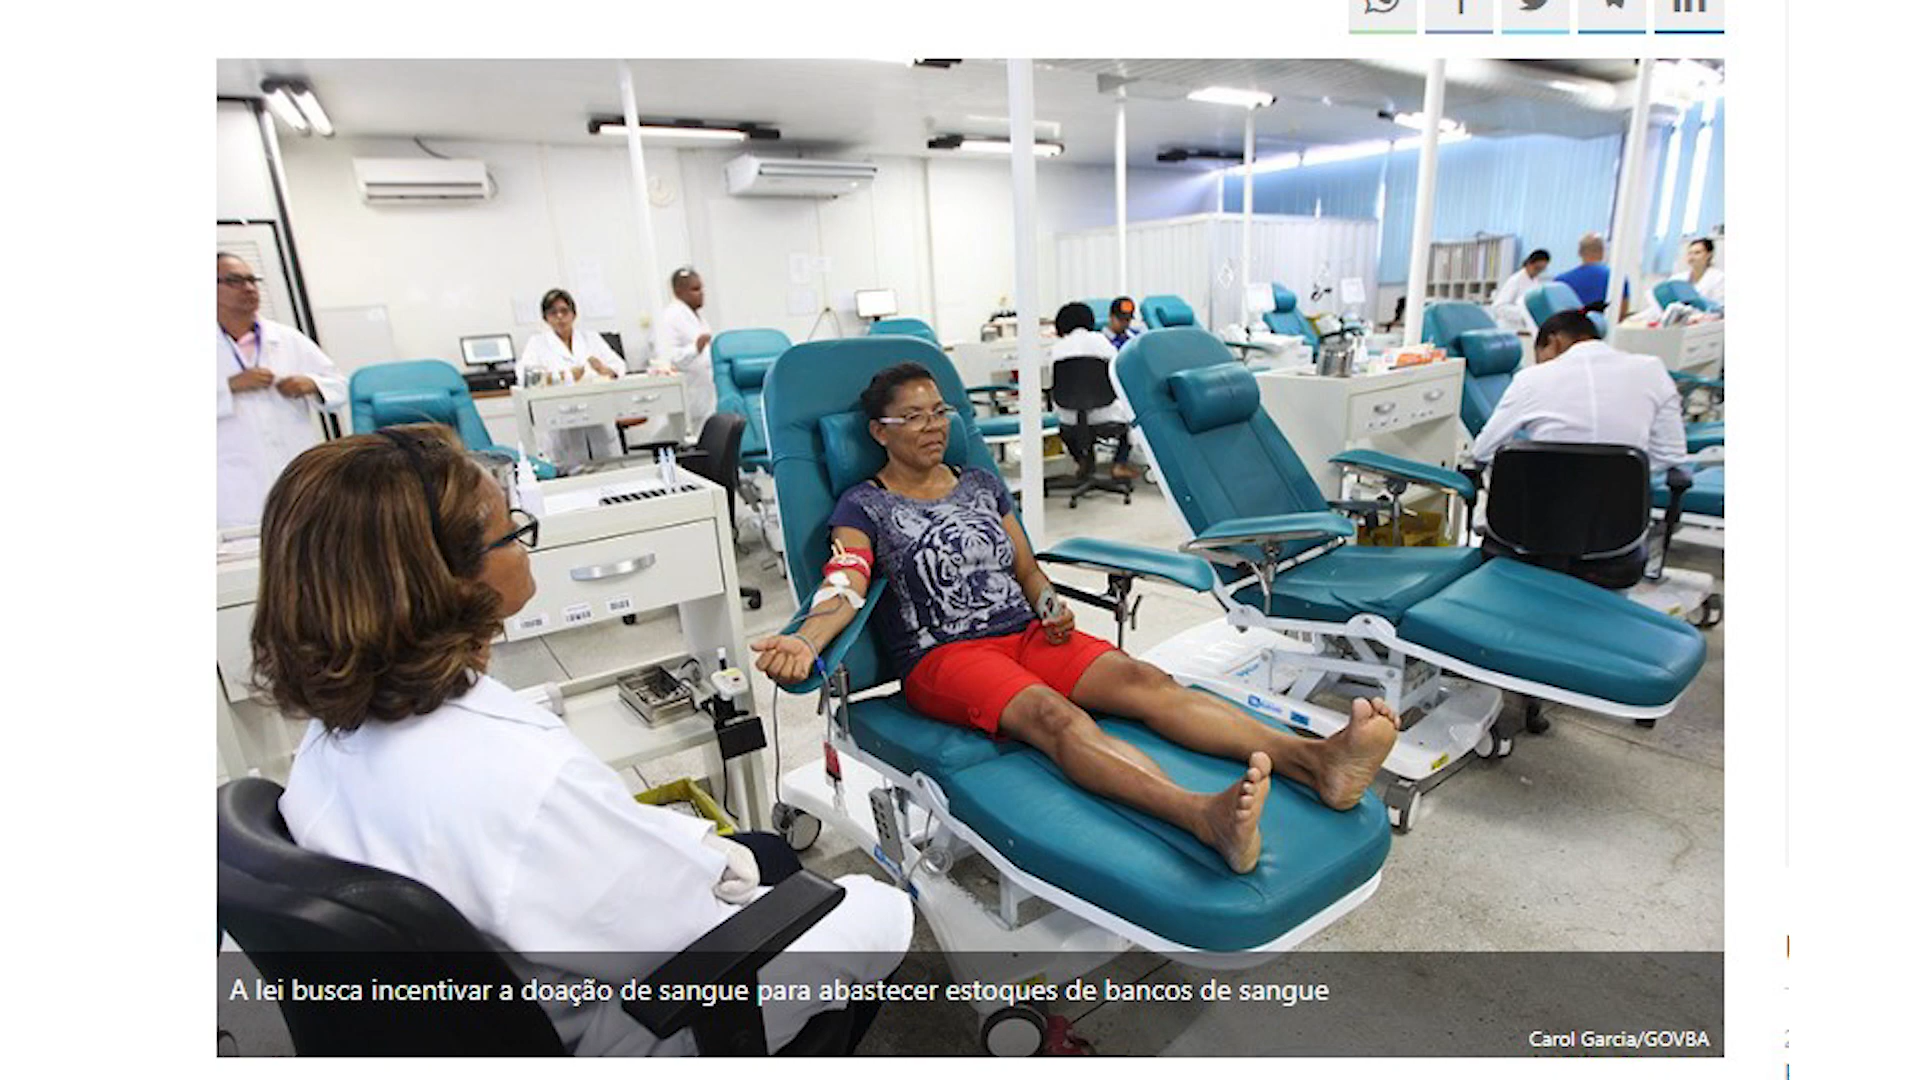 A lei busca incentivar a doação de sangue para abastecer estoques de bancos de sangue
Carol Garcia/GOVBA